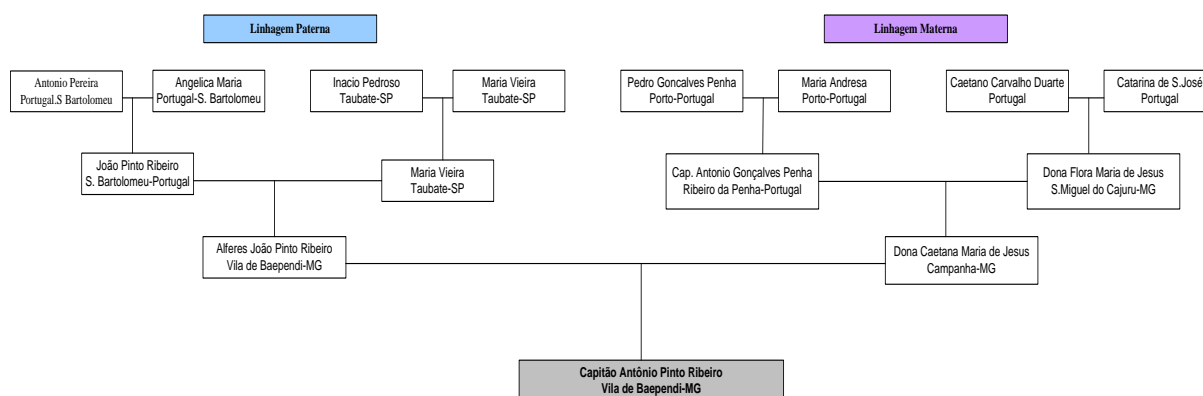 Linhagem Paterna
Linhagem Materna
Antonio Pereira
Portugal.S Bartolomeu
Angelica Maria
Portugal-S. Bartolomeu
Inacio Pedroso
Taubate-SP
Maria Vieira
Taubate-SP
Pedro Goncalves Penha
Porto-Portugal
Maria Andresa
Porto-Portugal
Caetano Carvalho Duarte
Portugal
Catarina de S.José
Portugal
João Pinto Ribeiro
S. Bartolomeu-Portugal
Maria Vieira
Taubate-SP
Cap. Antonio Gonçalves Penha
Ribeiro da Penha-Portugal
Dona Flora Maria de Jesus
S.Miguel do Cajuru-MG
Alferes João Pinto Ribeiro
Vila de Baependi-MG
Dona Caetana Maria de Jesus
Campanha-MG
Capitão Antônio Pinto Ribeiro
Vila de Baependi-MG